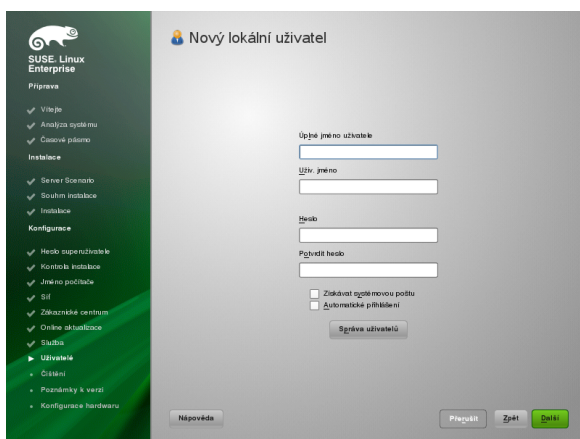 SUSE. Linux
Enterprise
Příprava
Vítejte
Analýza systému
Časové pásmo
Instalace
Server Scenario
Souhrn instalace
Instalace
Konfigurace
Heslo superuživatele
Kontrola instalace
Jméno počítače
Síť
Zákaznické centrum
Online aktualizace
Služba
Uživatelé
Čištění
Poznámky k verzi
Konfigurace hardwaru
Nový lokální uživatel
Úplné jméno uživatele
Uživ. jméno
Heslo
Potvrdit heslo
Získávat systémovou poštu
Automatické přihlášení
Správa uživatelů
Nápověda
Přerušit
Zpět
Další